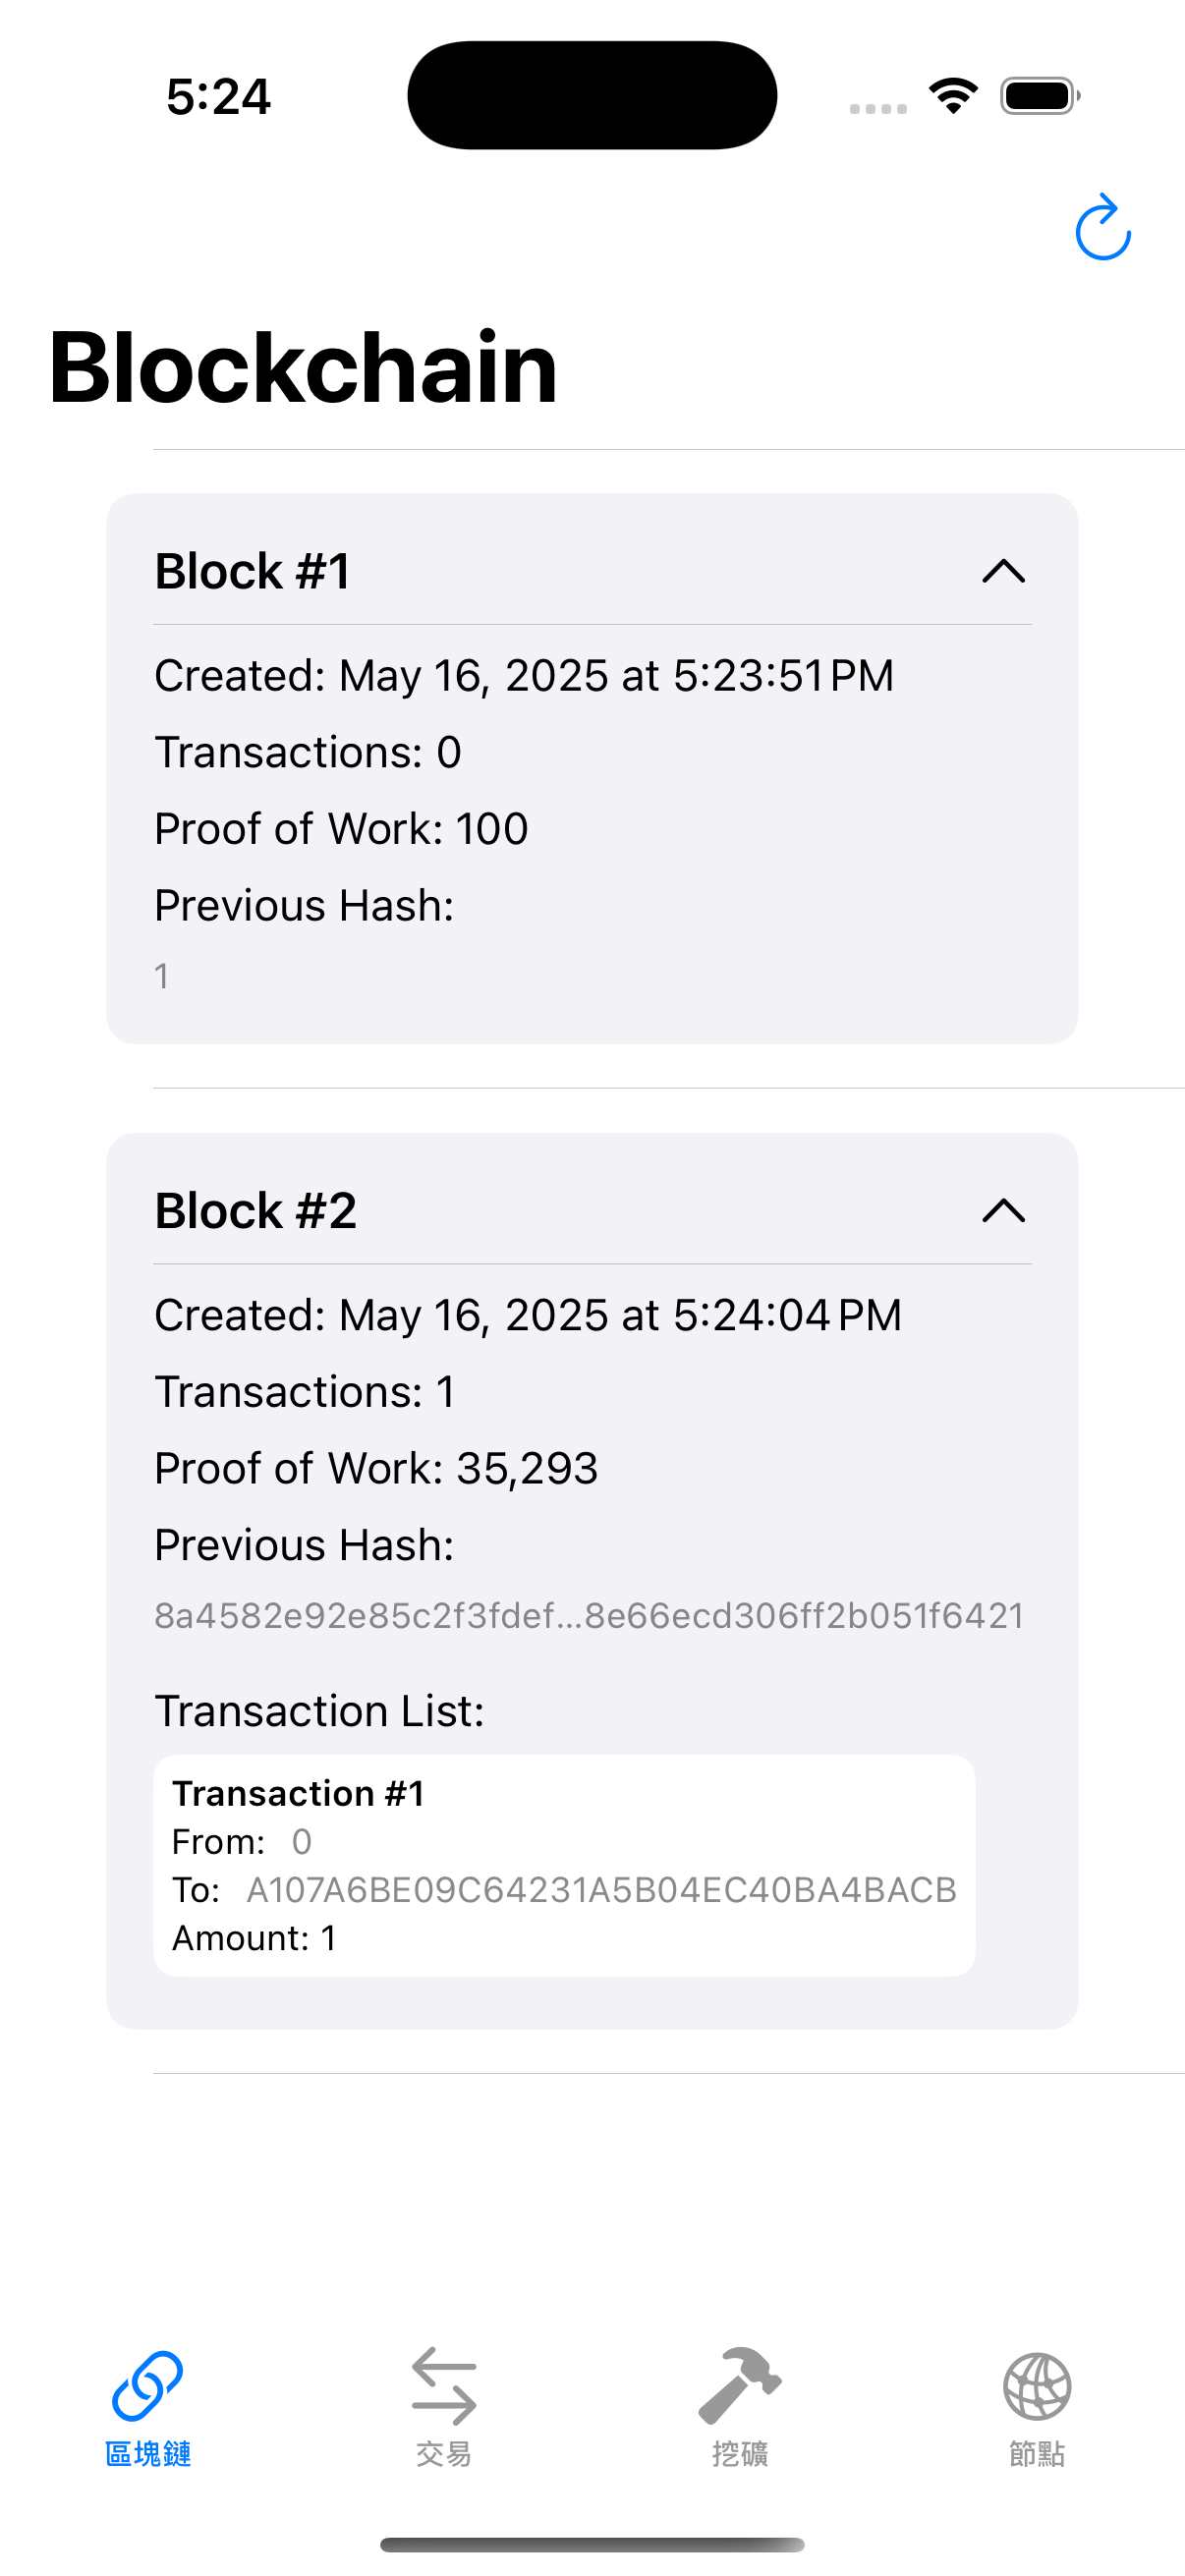 5:24
Blockchain
Block #1
Created: May 16, 2025 at 5:23:51 PM
Transactions: 0
Proof of Work: 100
Previous Hash:
1
Block #2
Created: May 16, 2025 at 5:24:04 PM
Transactions: 1
Proof of Work: 35,293
Previous Hash:
8a4582e92e85c2f3fdef...8e66ecd306ff2b051f6421
Transaction List:
Transaction #1
From: 0
To: A107A6BE09C64231A5B04EC40BA4BACB
Amount: 1
區塊鏈 交易 挖礦 節點